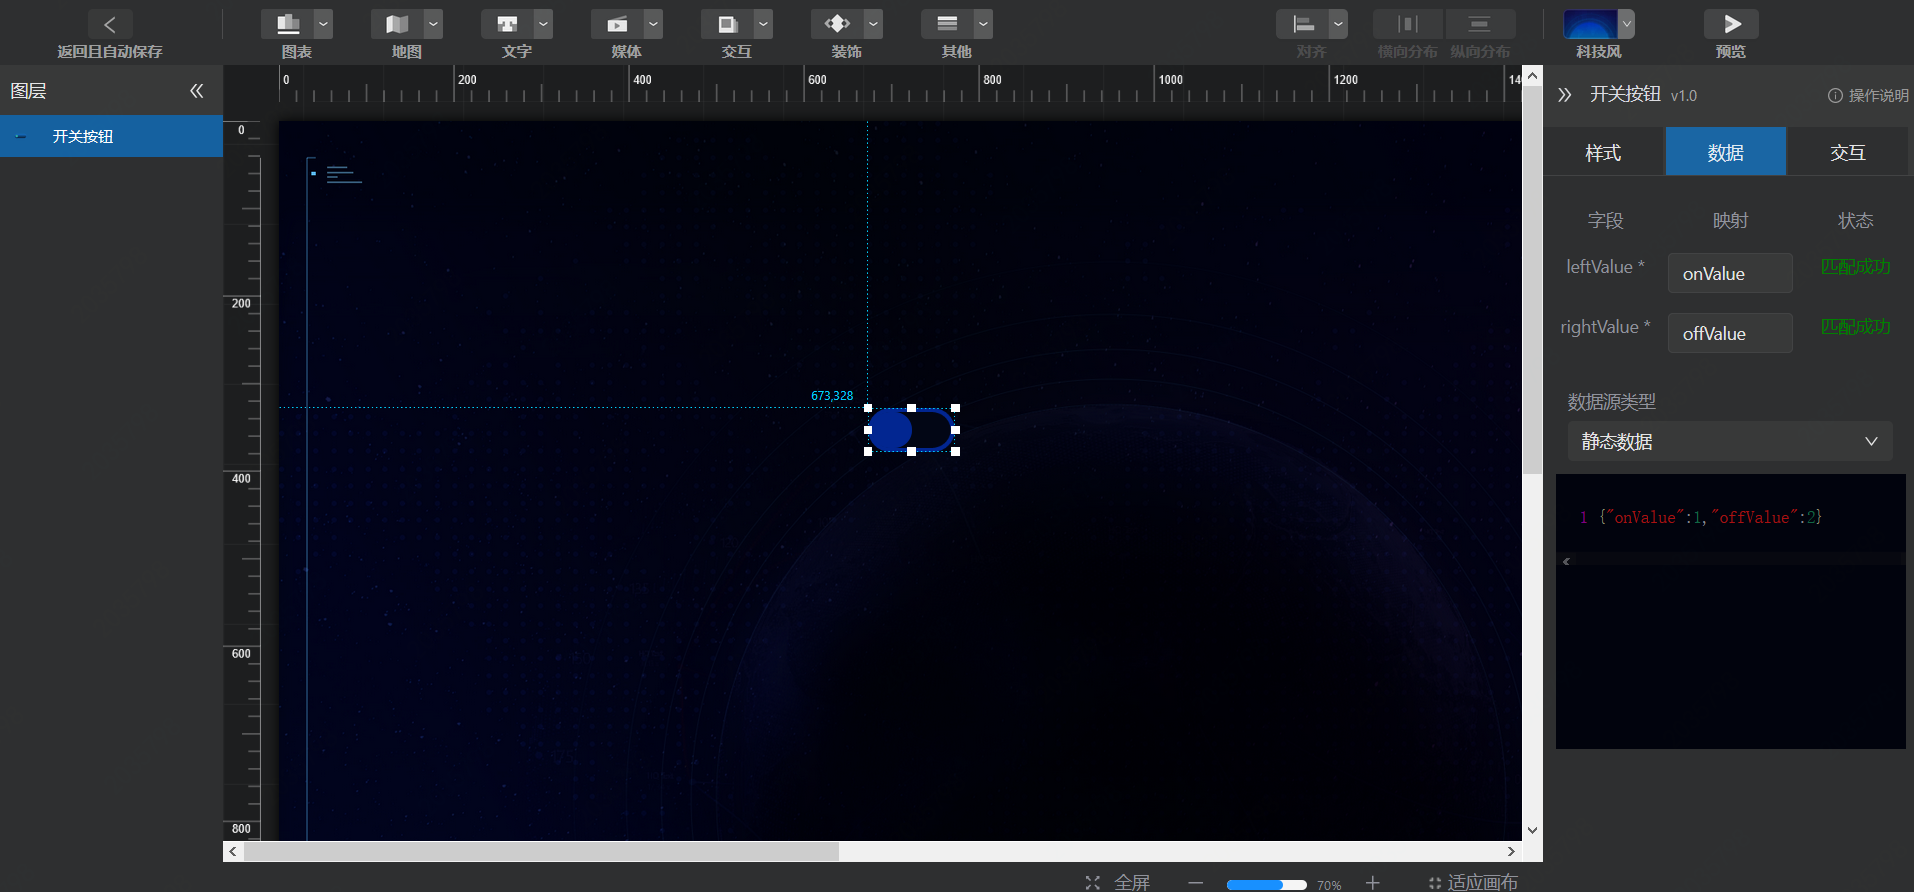 返回且自动保存
图表
地图
文字
媒体
交互
装饰
其他
对齐
横向分布
纵向分布
科技风
预览
图层
开关按钮
0 200 400 600 800 1000 1200 14
0
200
400
600
800
673,328
开关按钮 v1.0
操作说明
样式 数据 交互
字段 映射 状态
leftValue * onValue 匹配成功
rightValue * offValue 匹配成功
数据源类型
静态数据
1 {"onValue":1,"offValue":2}
全屏 70% 适应画布